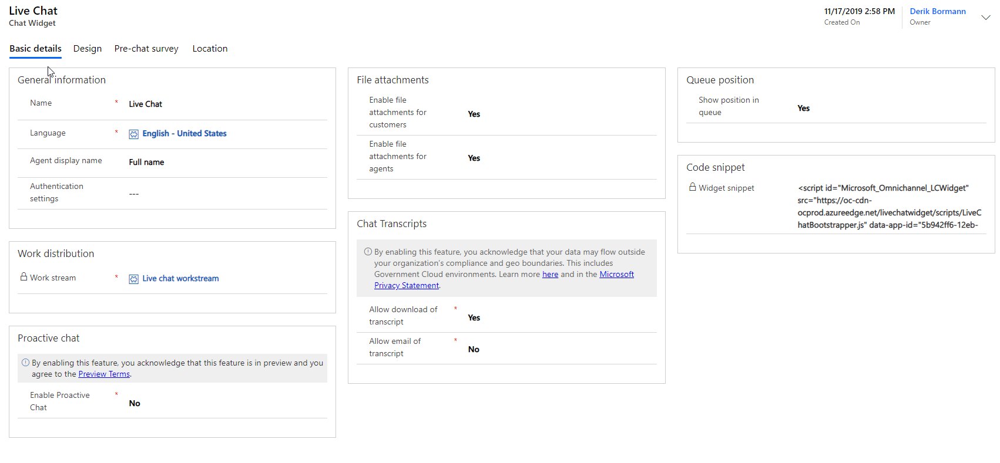 Live Chat
Chat Widget
11/17/2019 2:58 PM
Created On
Derik Bormann
Owner
Basic details
Design
Pre-chat survey
Location
General information
Name
*
Live Chat
Language
*
English - United States
Agent display name
Full name
Authentication
settings
---
Work distribution
Work stream
*
Live chat workstream
Proactive chat
By enabling this feature, you acknowledge that this feature is in preview and you
agree to the Preview Terms.
Enable Proactive
Chat
*
No
File attachments
Enable file
attachments for
customers
Yes
Enable file
attachments for
agents
Yes
Chat Transcripts
By enabling this feature, you acknowledge that your data may flow outside
your organization's compliance and geo boundaries. This includes
Government Cloud environments. Learn more here and in the Microsoft
Privacy Statement.
Allow download of
transcript
*
Yes
Allow email of
transcript
*
No
Queue position
Show position in
queue
Yes
Code snippet
Widget snippet
<script id="Microsoft_Omnichannel_LCWidget"
src="https://oc-cdn-
ocprod.azureedge.net/livechatwidget/scripts/LiveC
hatBootstrapper.js" data-app-id="5b942ff6-12eb-